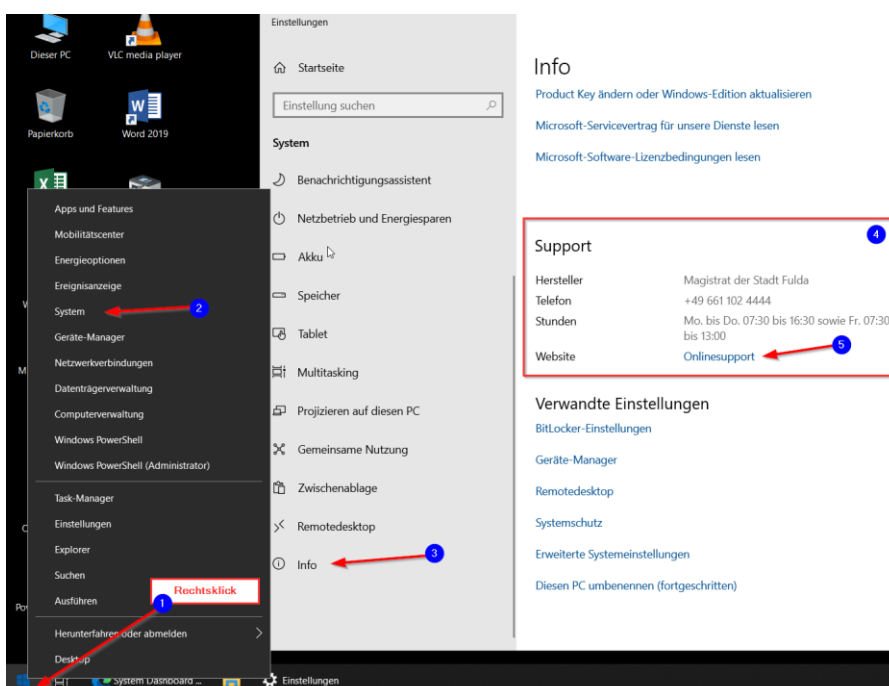 Dieser PC
VLC media player
Papierkorb
Word 2019
Apps und Features
Mobilitätscenter
Energieoptionen
Ereignisanzeige
System
2
Geräte-Manager
Netzwerkverbindungen
Datenträgerverwaltung
Computerverwaltung
Windows PowerShell
Windows PowerShell (Administrator)
Task-Manager
Einstellungen
Explorer
Suchen
Rechtsklick
Ausführen
1
Herunterfahren oder abmelden
Desktop
System Dashboard ...
Einstellungen
Einstellungen
Startseite
Einstellung suchen
System
Benachrichtigungsassistent
Netzbetrieb und Energiesparen
Akku
Speicher
Tablet
Multitasking
Projizieren auf diesen PC
Gemeinsame Nutzung
Zwischenablage
Remotedesktop
Info
3
Info
Product Key ändern oder Windows-Edition aktualisieren
Microsoft-Servicevertrag für unsere Dienste lesen
Microsoft-Software-Lizenzbedingungen lesen
4
Support
Hersteller Magistrat der Stadt Fulda
Telefon +49 661 102 4444
Stunden Mo. bis Do. 07:30 bis 16:30 sowie Fr. 07:30
bis 13:00
Website Onlinesupport
5
Verwandte Einstellungen
BitLocker-Einstellungen
Geräte-Manager
Remotedesktop
Systemschutz
Erweiterte Systemeinstellungen
Diesen PC umbenennen (fortgeschritten)